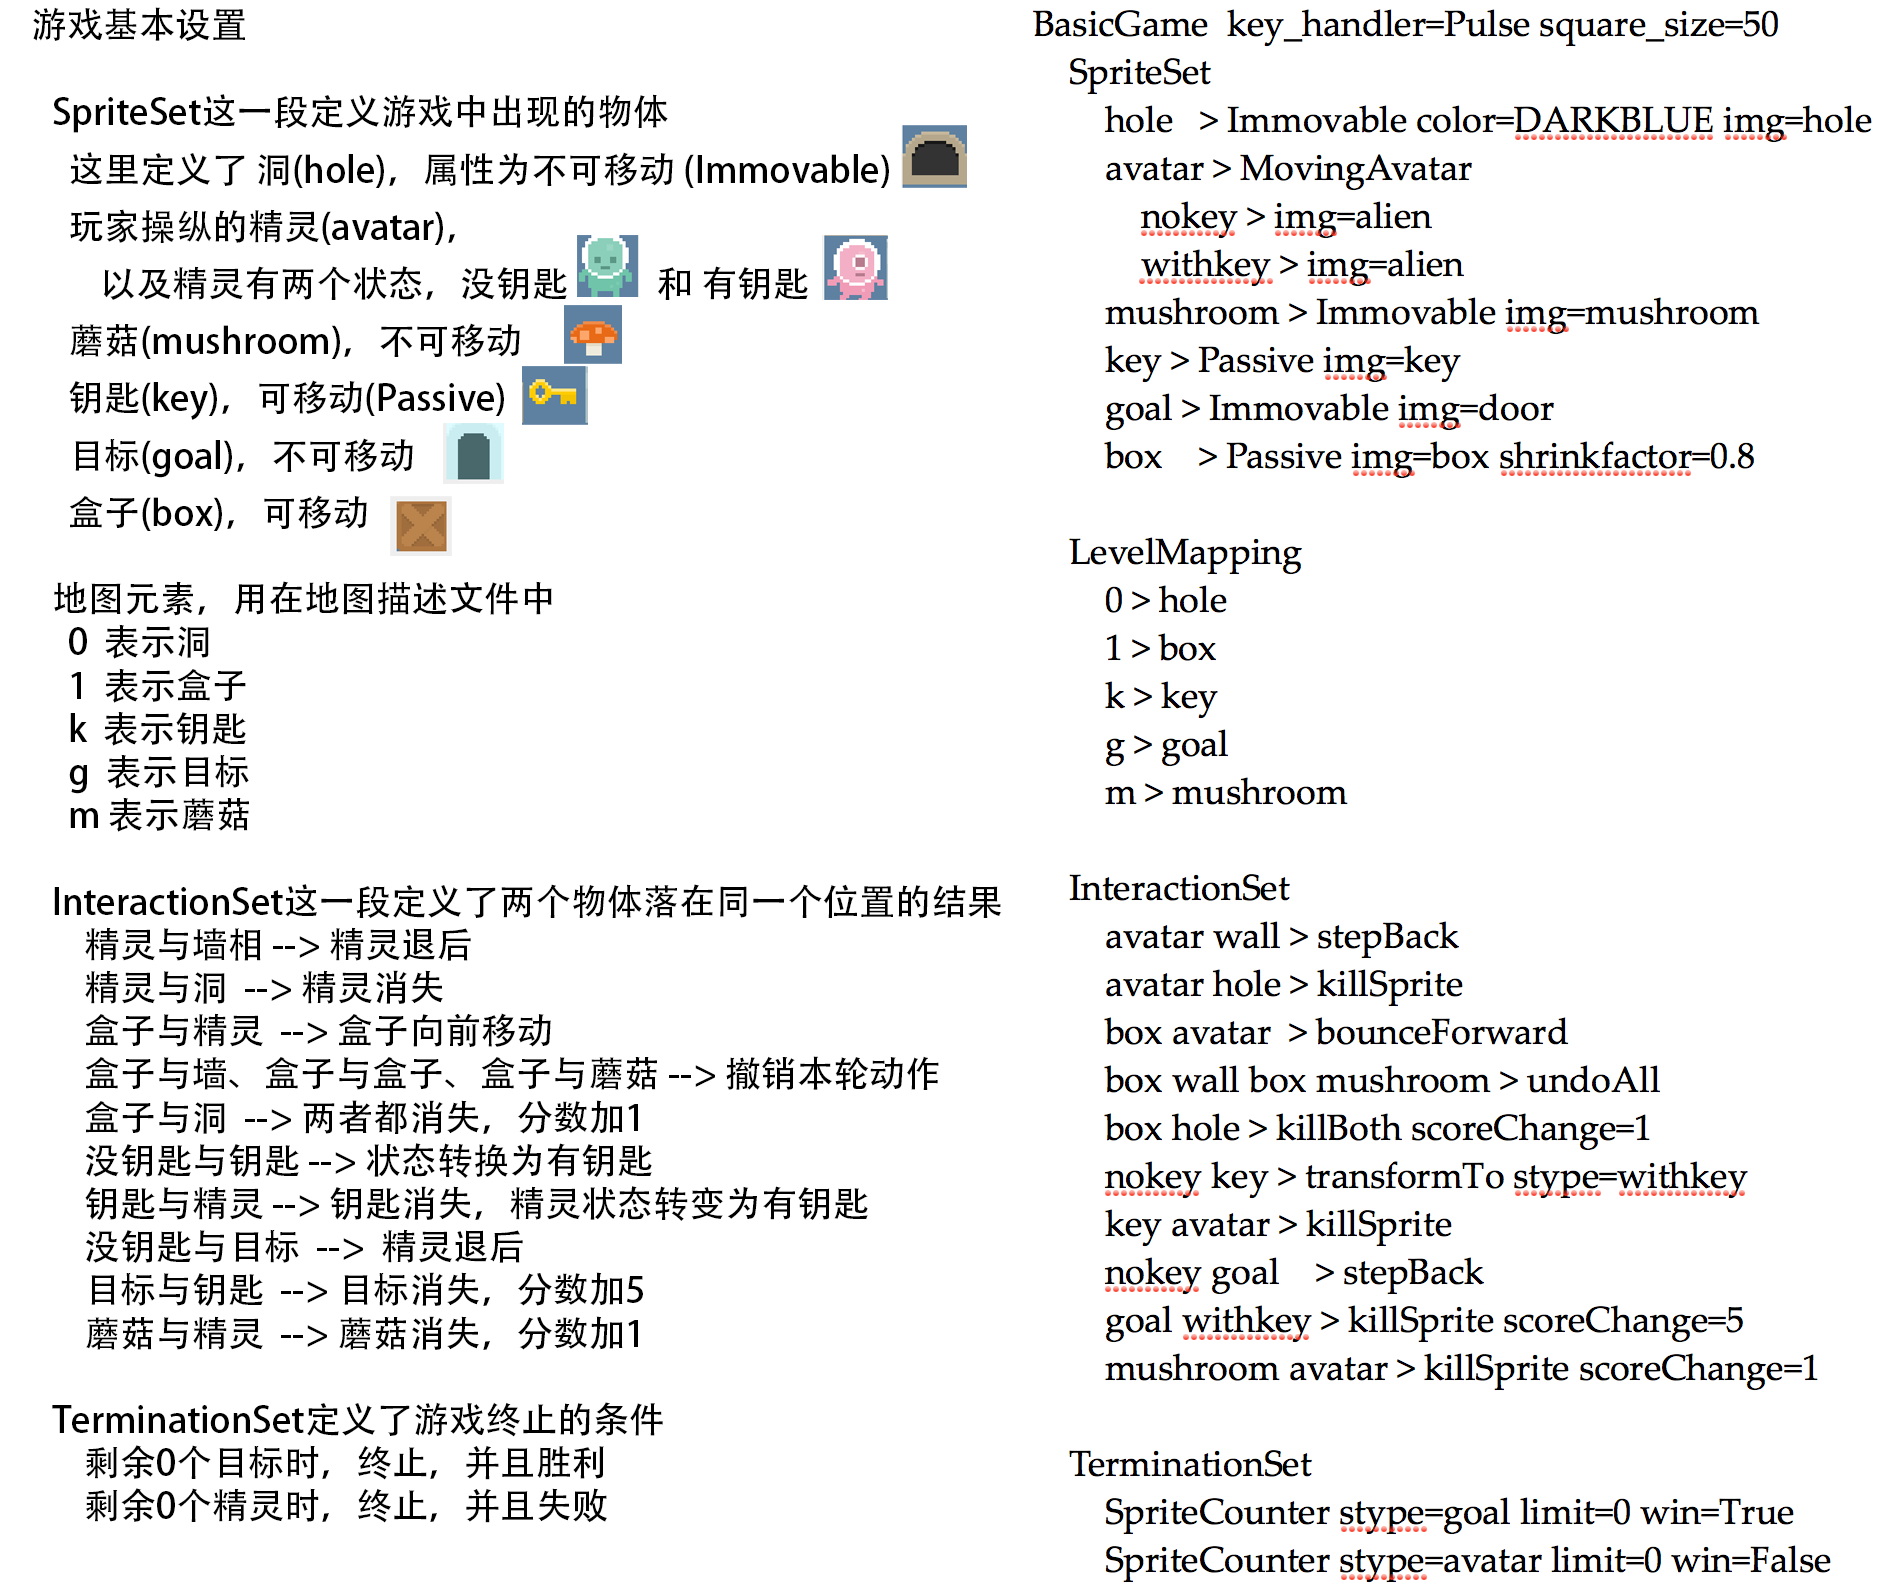 游戏基本设置
SpriteSet这一段定义游戏中出现的物体
这里定义了 洞(hole)，属性为不可移动 (Immovable)
玩家操纵的精灵(avatar)，
以及精灵有两个状态，没钥匙 和 有钥匙
蘑菇(mushroom)，不可移动
钥匙(key)，可移动(Passive)
目标(goal)，不可移动
盒子(box)，可移动
地图元素，用在地图描述文件中
0 表示洞
1 表示盒子
k 表示钥匙
g 表示目标
m 表示蘑菇
InteractionSet这一段定义了两个物体落在同一个位置的结果
精灵与墙相 --> 精灵退后
精灵与洞 --> 精灵消失
盒子与精灵 --> 盒子向前移动
盒子与墙、盒子与盒子、盒子与蘑菇 --> 撤销本轮动作
盒子与洞 --> 两者都消失，分数加1
没钥匙与钥匙 --> 状态转换为有钥匙
钥匙与精灵 --> 钥匙消失，精灵状态转变为有钥匙
没钥匙与目标 --> 精灵退后
目标与钥匙 --> 目标消失，分数加5
蘑菇与精灵 --> 蘑菇消失，分数加1
TerminationSet定义了游戏终止的条件
剩余0个目标时，终止，并且胜利
剩余0个精灵时，终止，并且失败
BasicGame key_handler=Pulse square_size=50
SpriteSet
hole > Immovable color=DARKBLUE img=hole
avatar > MovingAvatar
nokey > img=alien
withkey > img=alien
mushroom > Immovable img=mushroom
key > Passive img=key
goal > Immovable img=door
box > Passive img=box shrinkfactor=0.8
LevelMapping
0 > hole
1 > box
k > key
g > goal
m > mushroom
InteractionSet
avatar wall > stepBack
avatar hole > killSprite
box avatar > bounceForward
box wall box mushroom > undoAll
box hole > killBoth scoreChange=1
nokey key > transformTo stype=withkey
key avatar > killSprite
nokey goal > stepBack
goal withkey > killSprite scoreChange=5
mushroom avatar > killSprite scoreChange=1
TerminationSet
SpriteCounter stype=goal limit=0 win=True
SpriteCounter stype=avatar limit=0 win=False